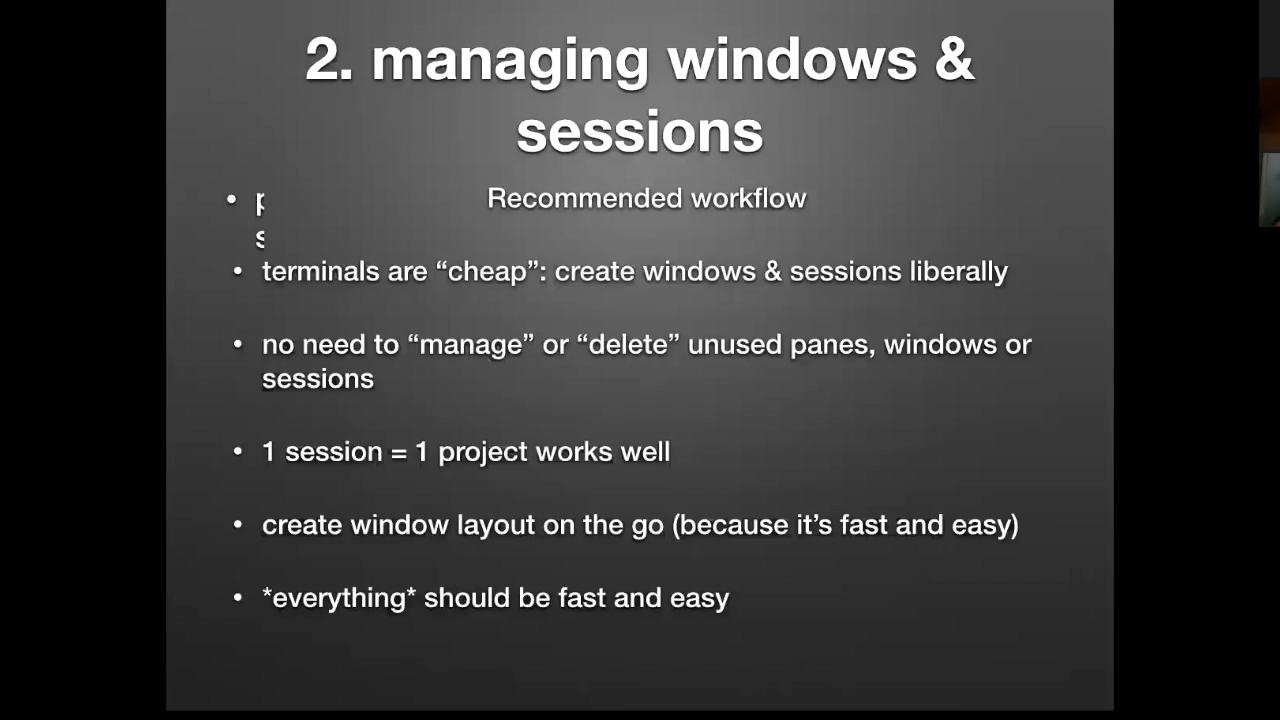 2. managing windows &
sessions
Recommended workflow
• terminals are “cheap”: create windows & sessions liberally
• no need to “manage” or “delete” unused panes, windows or
sessions
• 1 session = 1 project works well
• create window layout on the go (because it’s fast and easy)
• *everything* should be fast and easy